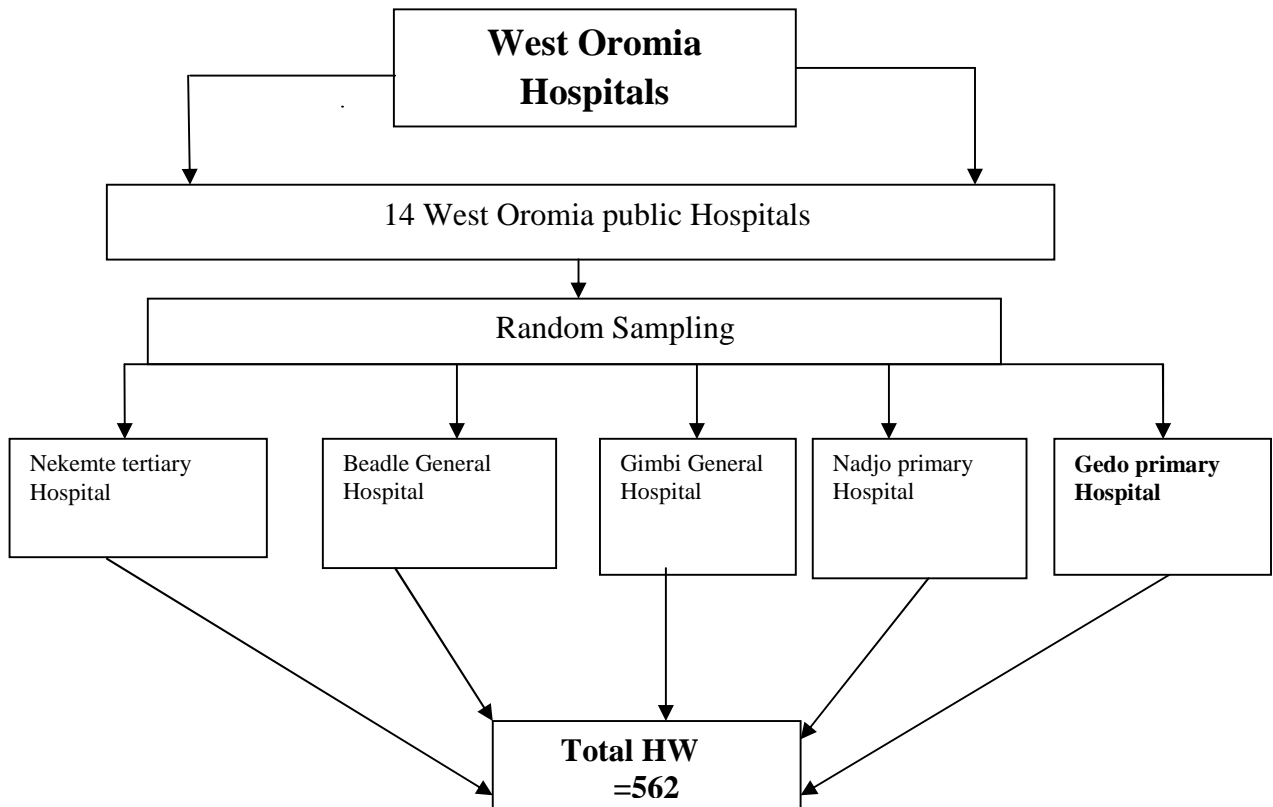 West Oromia
Hospitals
14 West Oromia public Hospitals
Random Sampling
Nekemte tertiary
Hospital
Beadle General
Hospital
Gimbi General
Hospital
Nadjo primary
Hospital
Gedo primary
Hospital
Total HW
=562